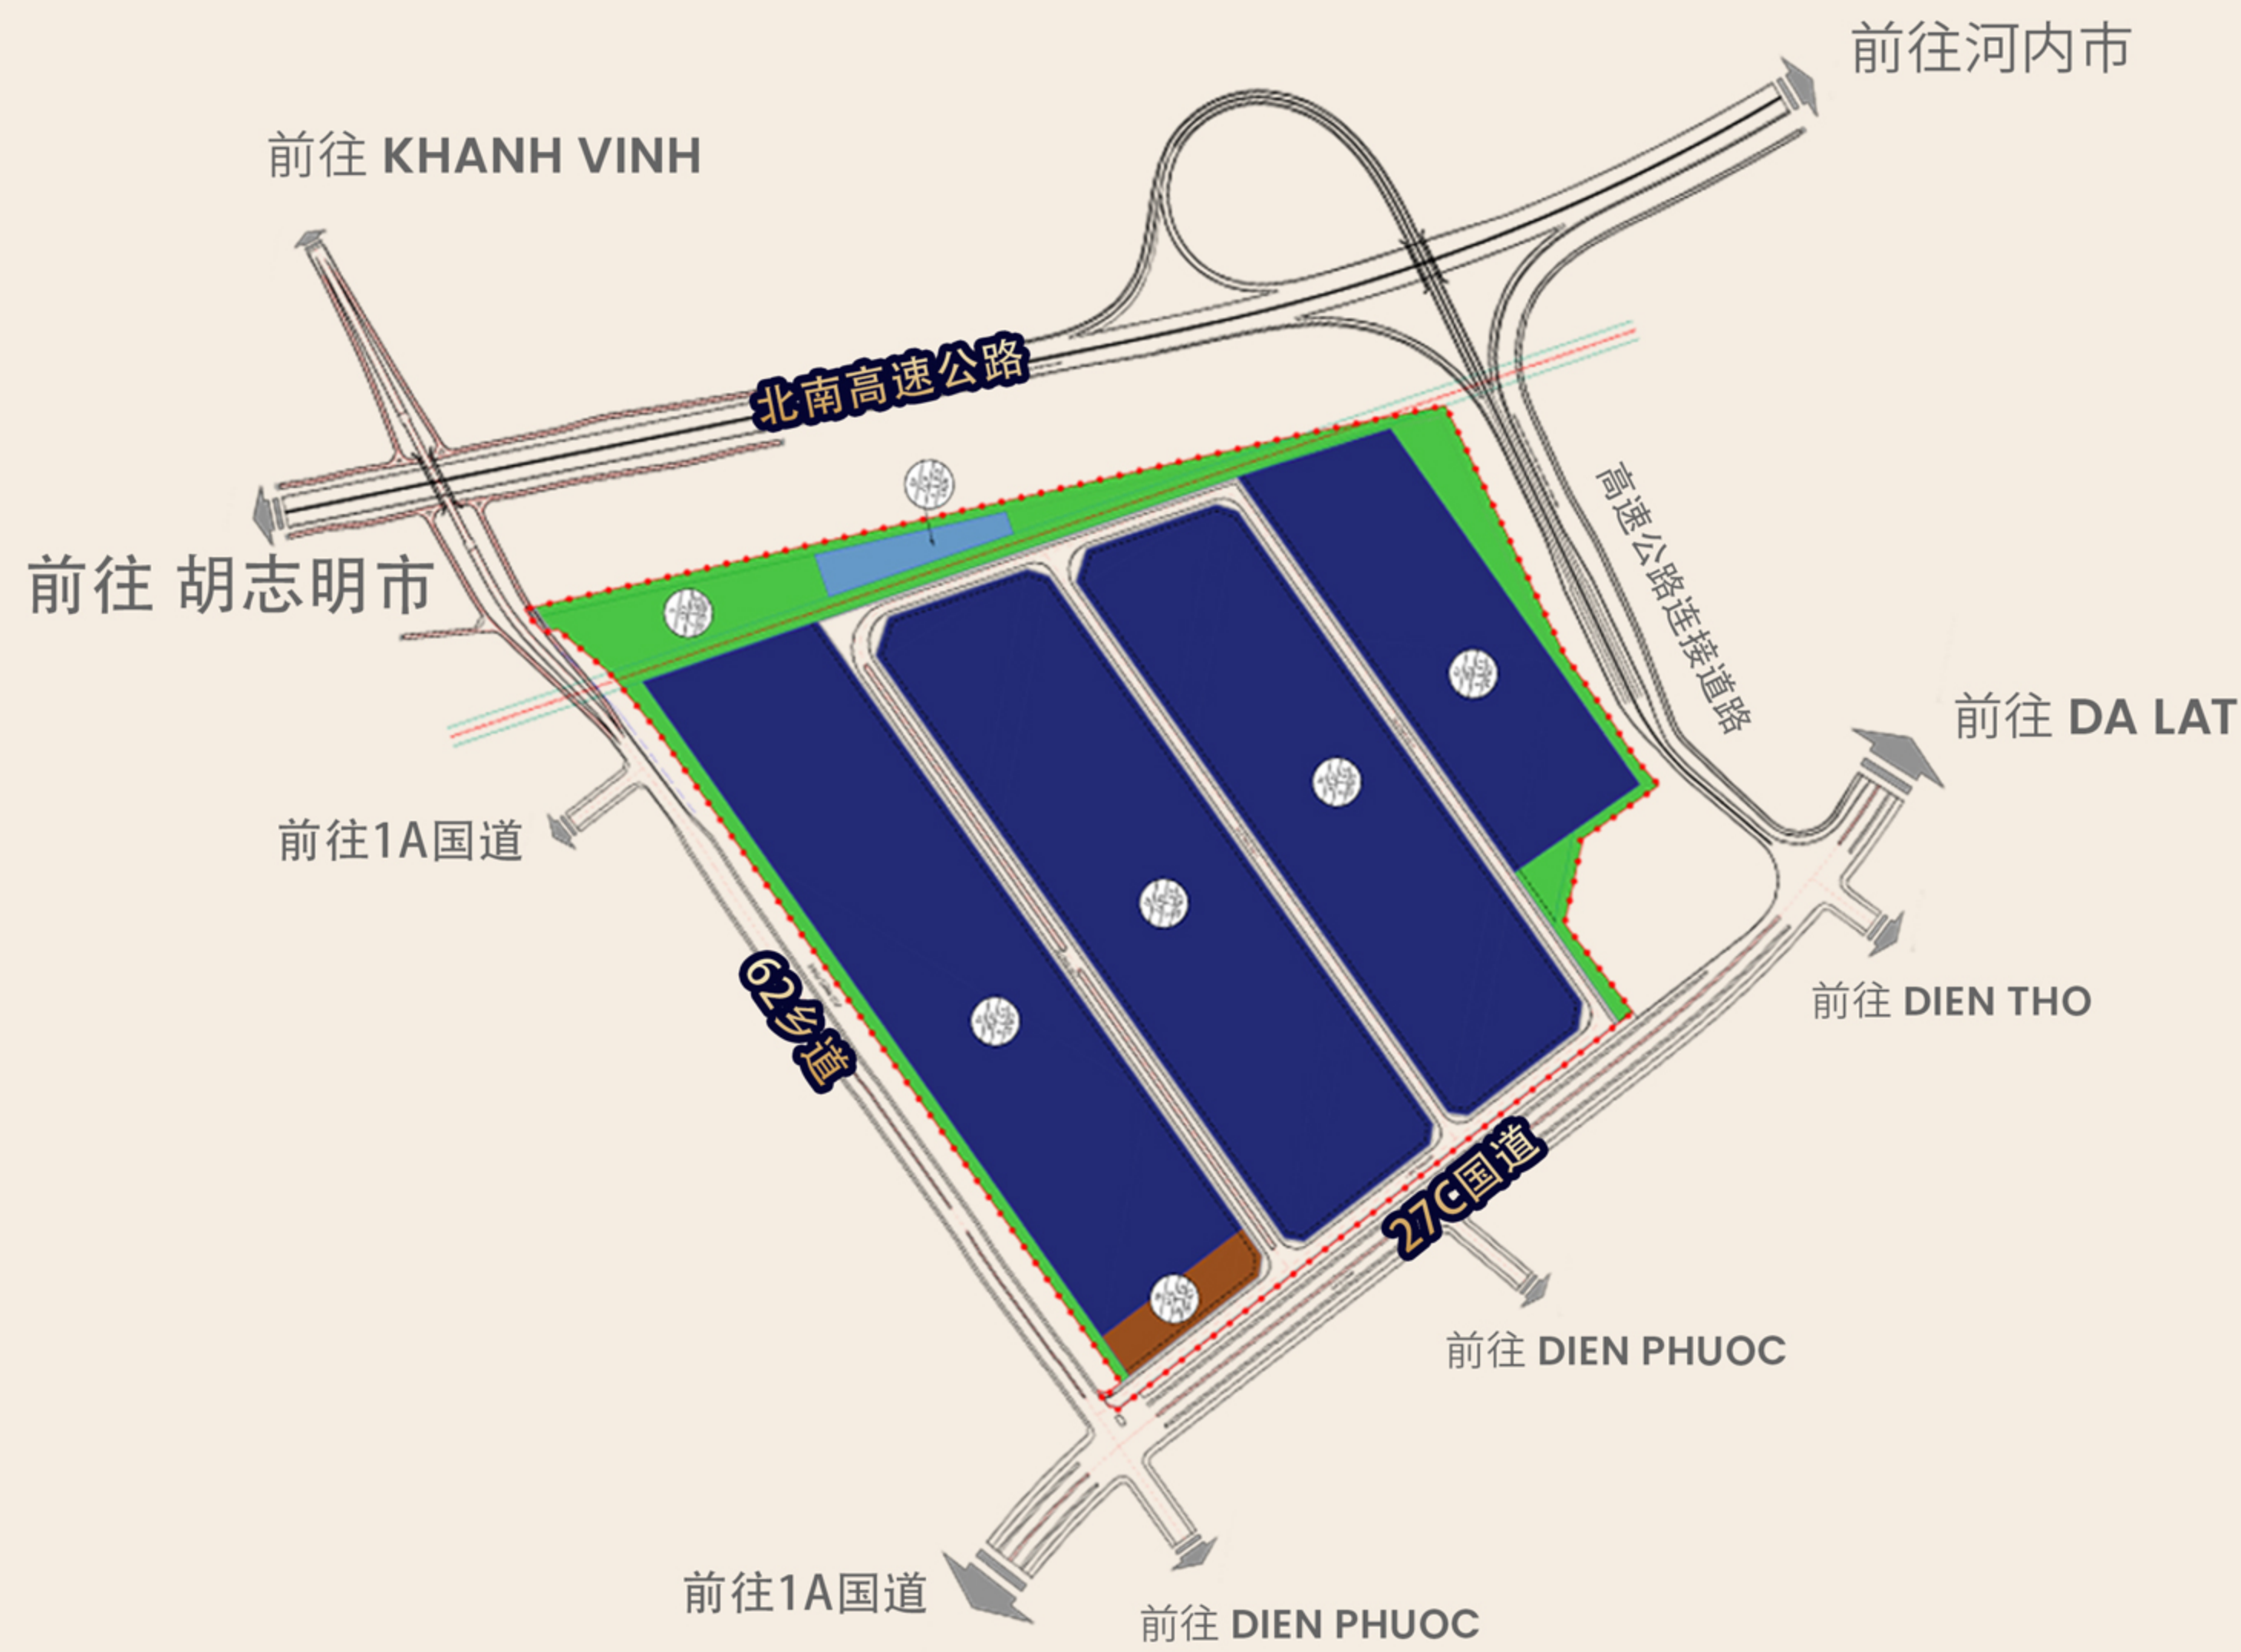 前往河内市
前往 KHANH VINH
北南高速公路
前往 胡志明市
高速公路连接道路
前往 DA LAT
前往1A国道
62乡道
前往 DIEN THO
27C国道
前往 DIEN PHUOC
前往1A国道
前往 DIEN PHUOC